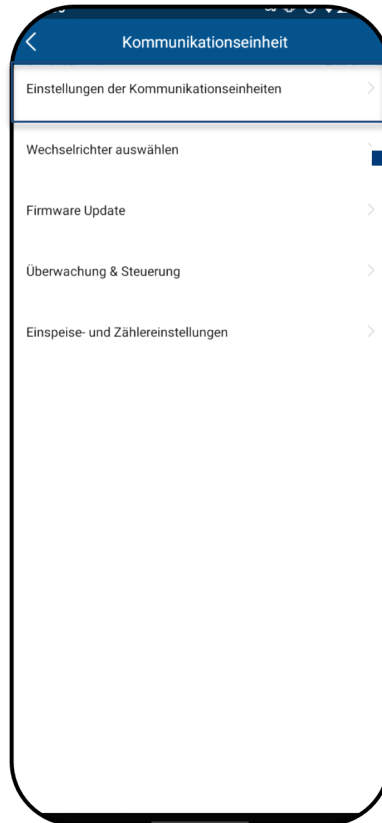 Kommunikationseinheit
Einstellungen der Kommunikationseinheiten
Wechselrichter auswählen
Firmware Update
Überwachung & Steuerung
Einspeise- und Zählereinstellungen